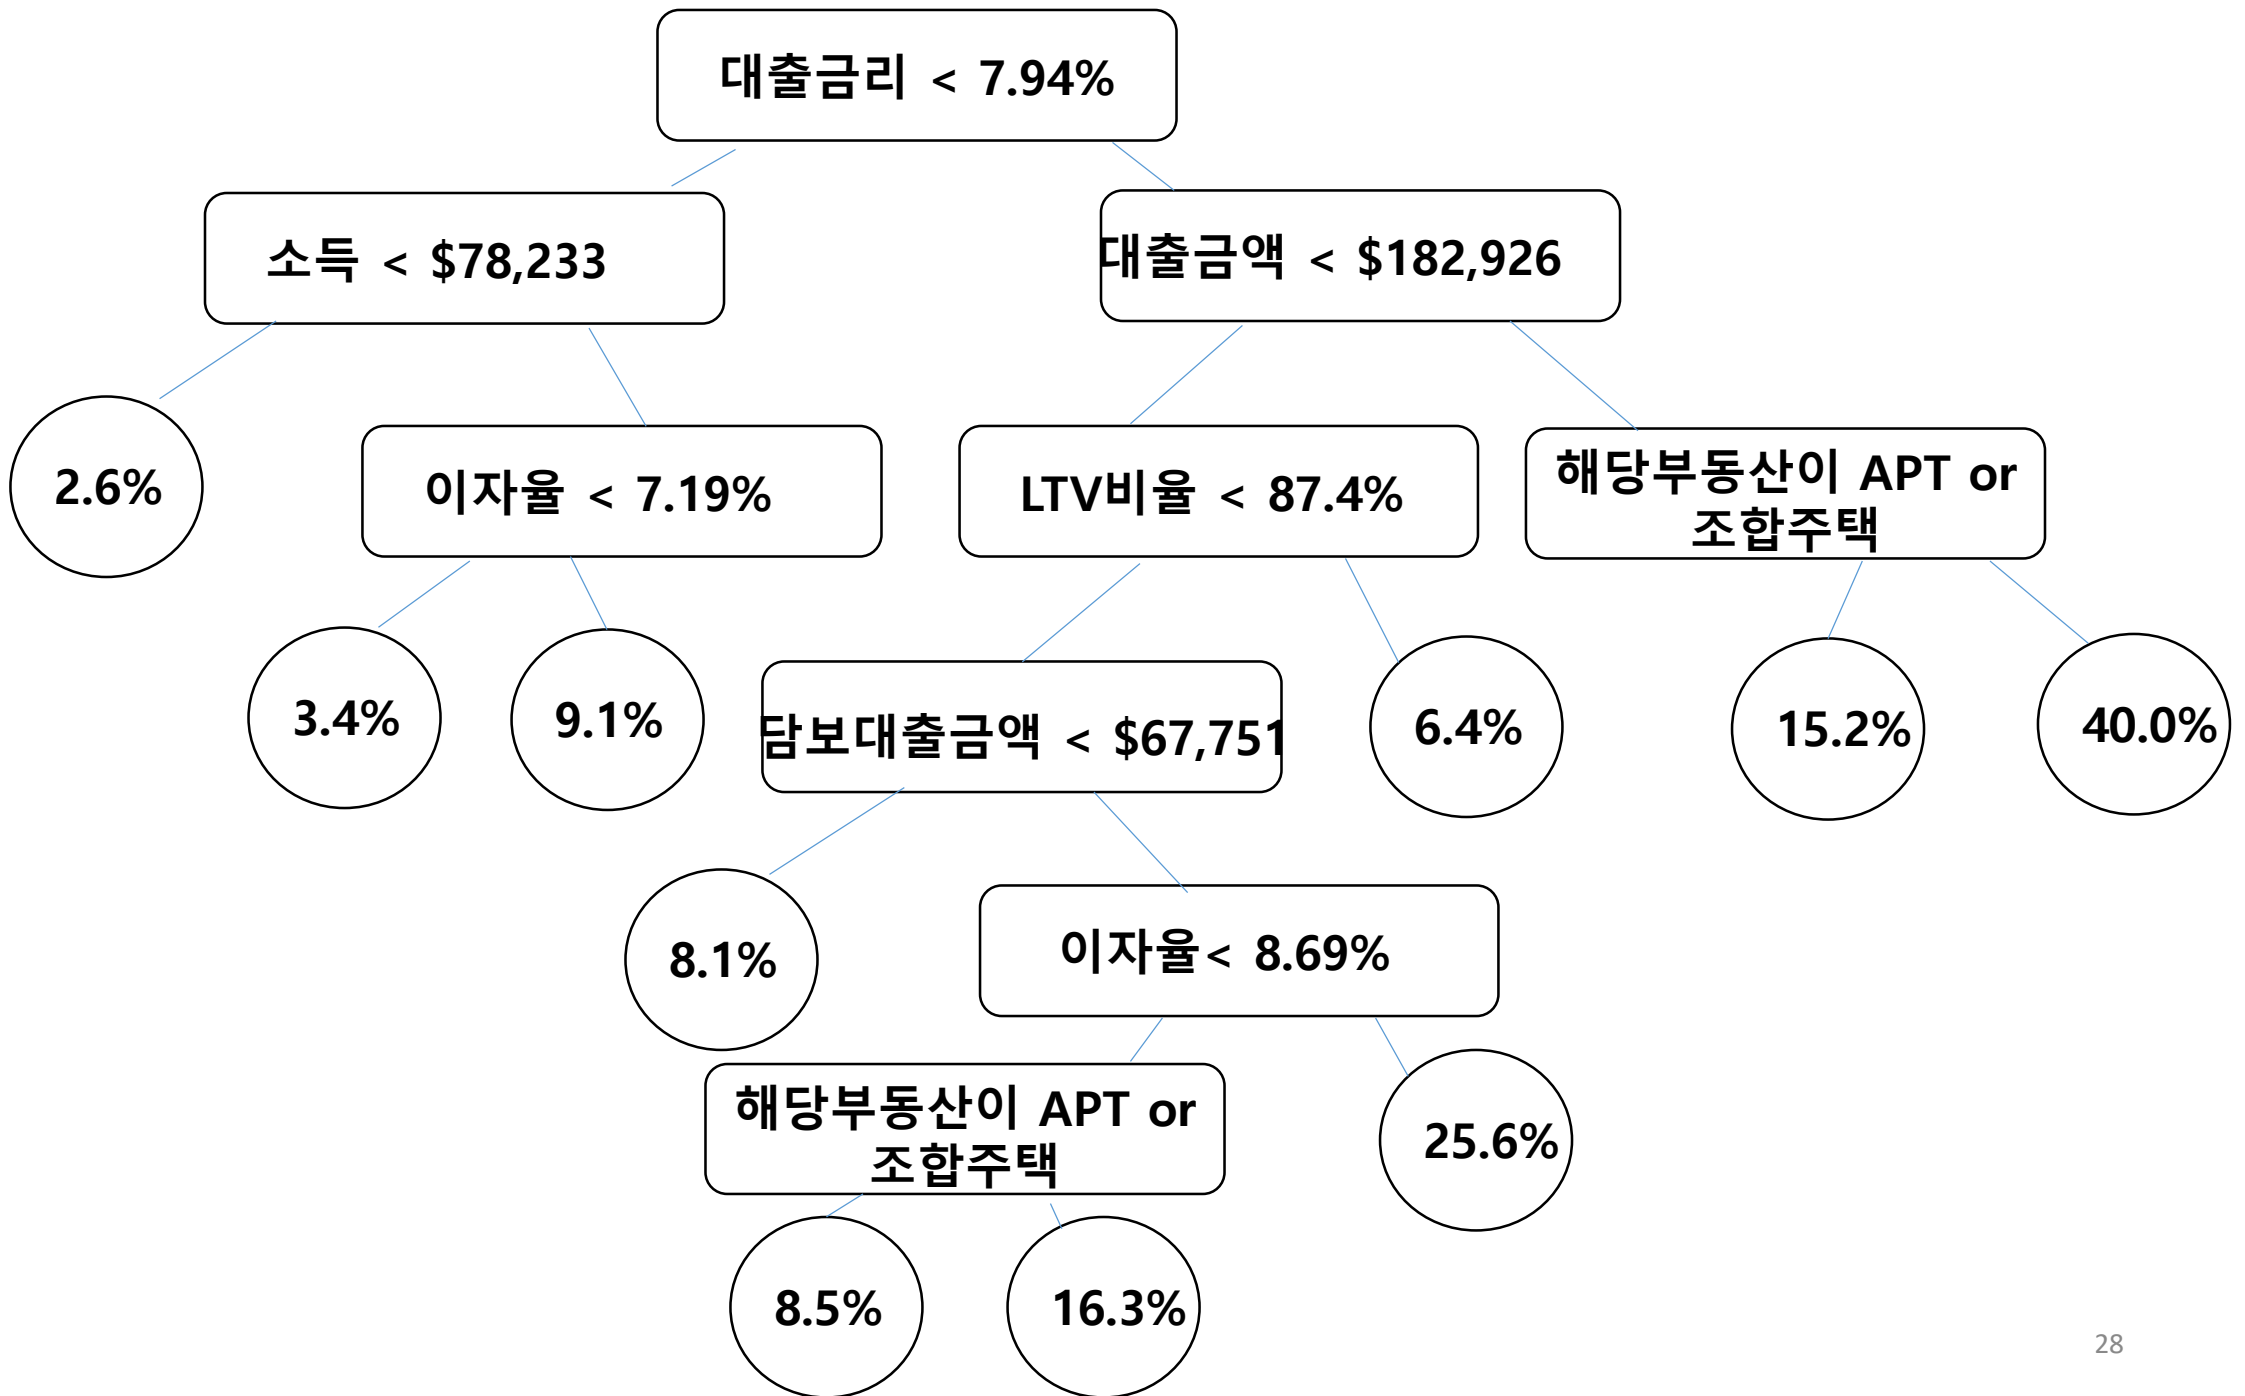 대출금리 < 7.94%
소득 < $78,233
대출금액 < $182,926
2.6%
이자율 < 7.19%
LTV비율 < 87.4%
해당부동산이 APT or
조합주택
3.4%
9.1%
담보대출금액 < $67,751
6.4%
15.2%
40.0%
8.1%
이자율< 8.69%
해당부동산이 APT or
조합주택
25.6%
8.5%
16.3%
28